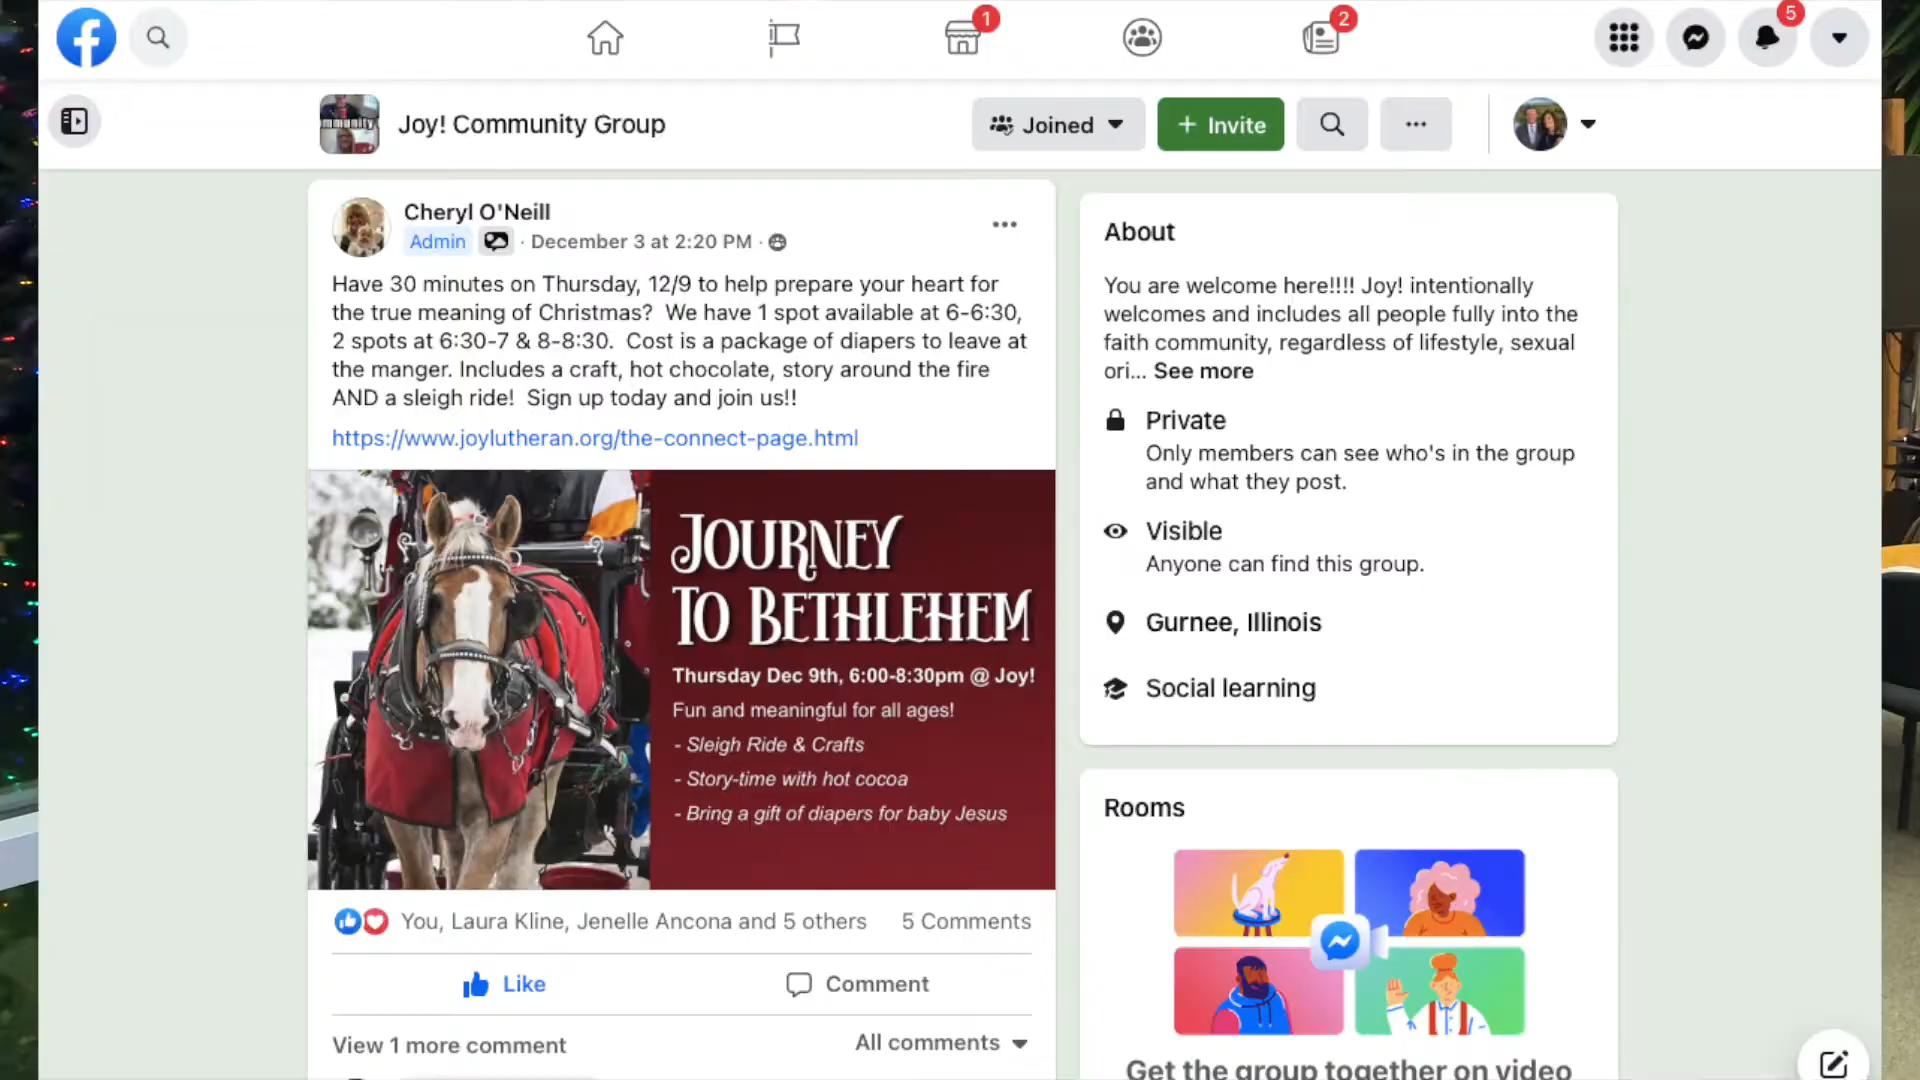 1
2
5
mmunity
Joy! Community Group
Joined
+ Invite
Cheryl O'Neill
Admin · December 3 at 2:20 PM ·
Have 30 minutes on Thursday, 12/9 to help prepare your heart for
the true meaning of Christmas? We have 1 spot available at 6-6:30,
2 spots at 6:30-7 & 8-8:30. Cost is a package of diapers to leave at
the manger. Includes a craft, hot chocolate, story around the fire
AND a sleigh ride! Sign up today and join us!!
https://www.joylutheran.org/the-connect-page.html
JOURNEY
TO BETHLEHEM
Thursday Dec 9th, 6:00-8:30pm @ Joy!
Fun and meaningful for all ages!
- Sleigh Ride & Crafts
- Story-time with hot cocoa
- Bring a gift of diapers for baby Jesus
You, Laura Kline, Jenelle Ancona and 5 others
5 Comments
Like
Comment
View 1 more comment
All comments
About
You are welcome here!!!! Joy! intentionally
welcomes and includes all people fully into the
faith community, regardless of lifestyle, sexual
ori... See more
Private
Only members can see who's in the group
and what they post.
Visible
Anyone can find this group.
Gurnee, Illinois
Social learning
Rooms
Get the group together on video